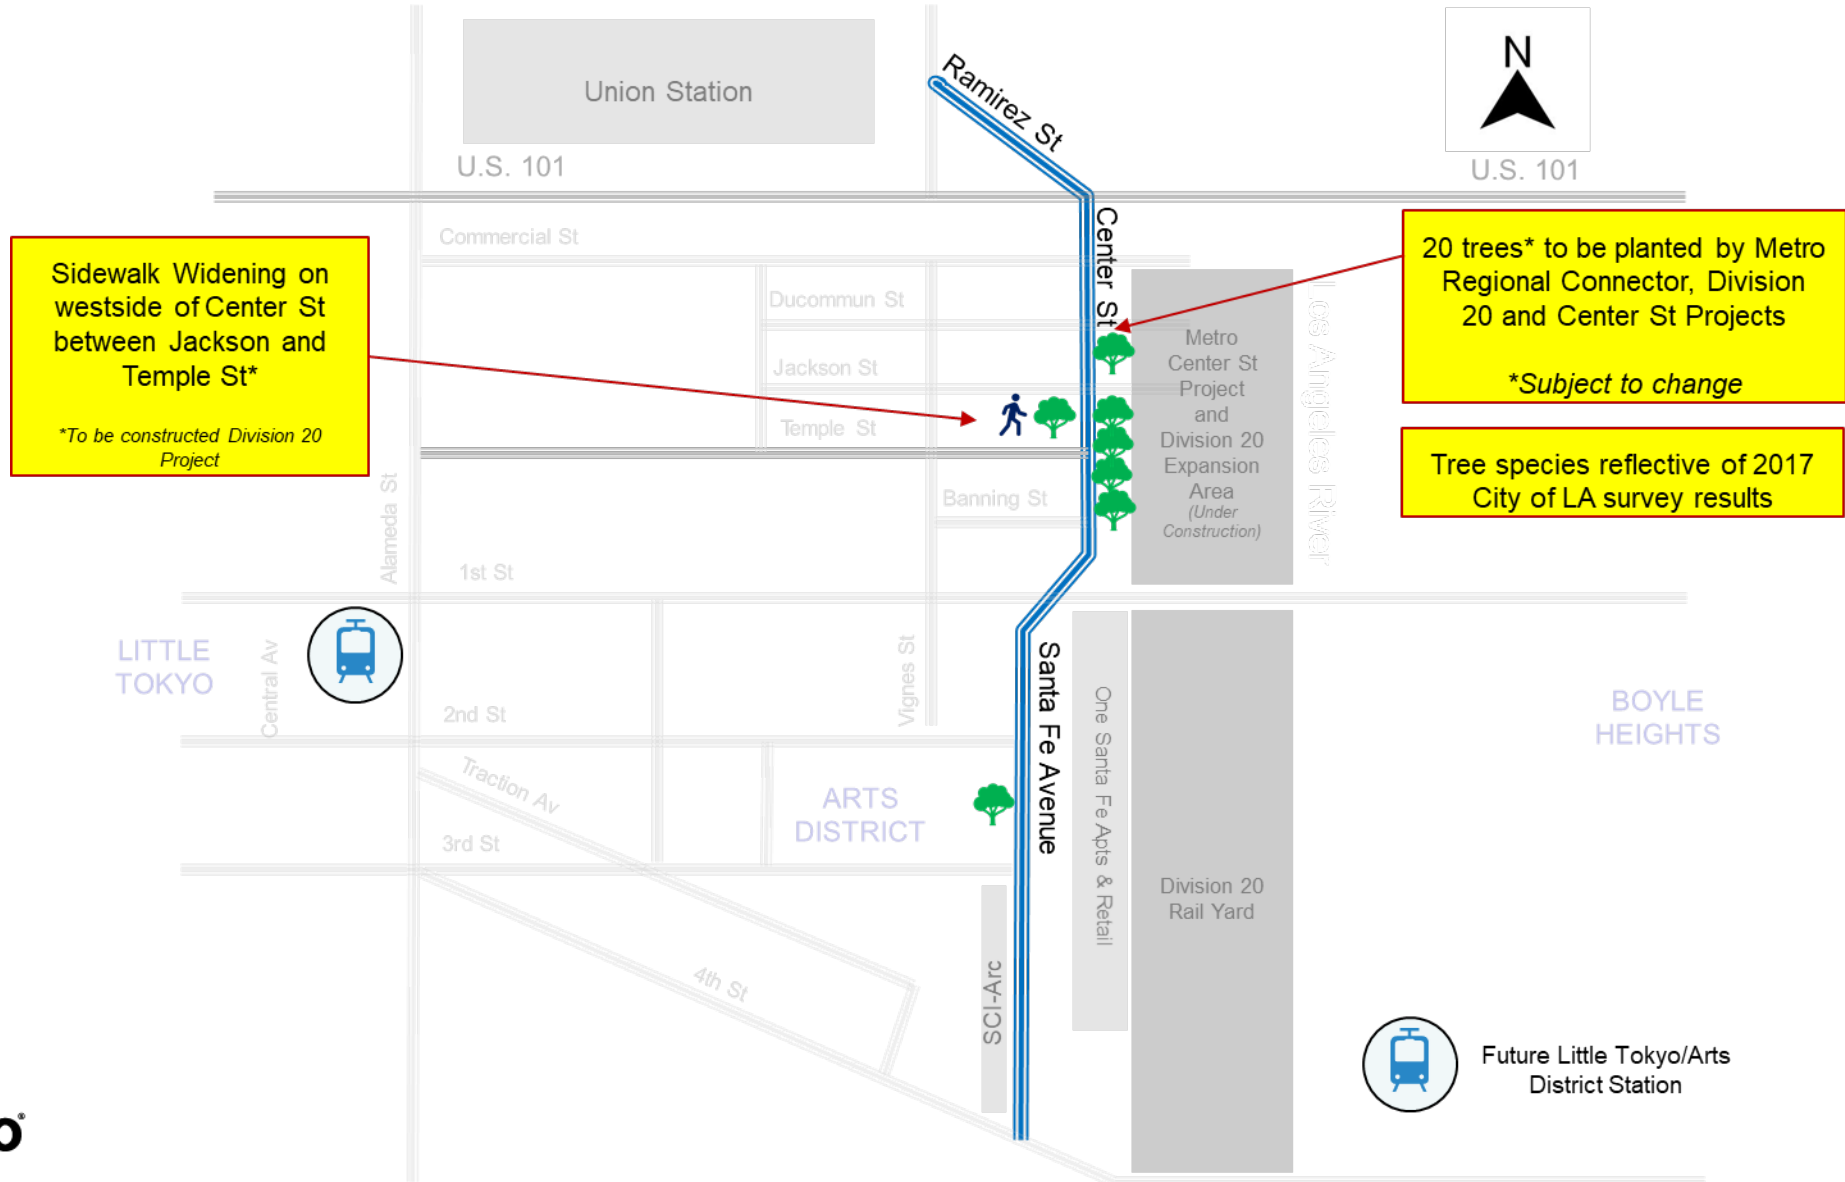 Union Station
Ramirez St
N
U.S. 101
U.S. 101
Commercial St
Center St
Sidewalk Widening on
westside of Center St
between Jackson and
Temple St*
*To be constructed Division 20
Project
20 trees* to be planted by Metro
Regional Connector, Division
20 and Center St Projects
*Subject to change
Tree species reflective of 2017
City of LA survey results
Ducommun St
Jackson St
Temple St
Banning St
Metro
Center St
Project
and
Division 20
Expansion
Area
(Under
Construction)
Los Angeles River
Alameda St
1st St
LITTLE
TOKYO
Central Av
Vignes St
2nd St
Santa Fe Avenue
One Santa Fe Apts & Retail
BOYLE
HEIGHTS
Traction Av
ARTS
DISTRICT
3rd St
Division 20
Rail Yard
4th St
SCI-Arc
Future Little Tokyo/Arts
District Station
o®